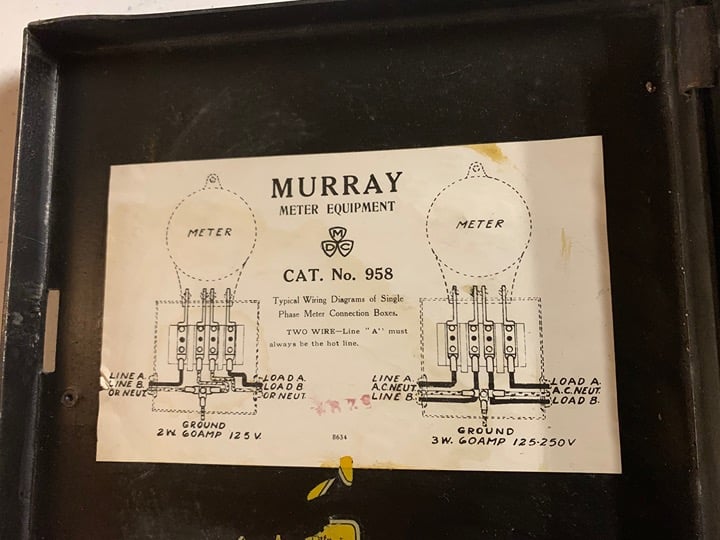 MURRAY
METER EQUIPMENT
M
D C
CAT. No. 958
Typical Wiring Diagrams of Single
Phase Meter Connection Boxes.
TWO WIRE—Line "A" must
always be the hot line.
METER
LINE A.
LINE B.
OR NEUT.
LOAD A.
LOAD B
OR NEUT.
GROUND
2W. 60AMP 125V.
8634
METER
LINE A.
A.C. NEUT.
LINE B.
LOAD A.
A.C. NEUT.
LOAD B.
GROUND
3W. 60AMP 125-250V